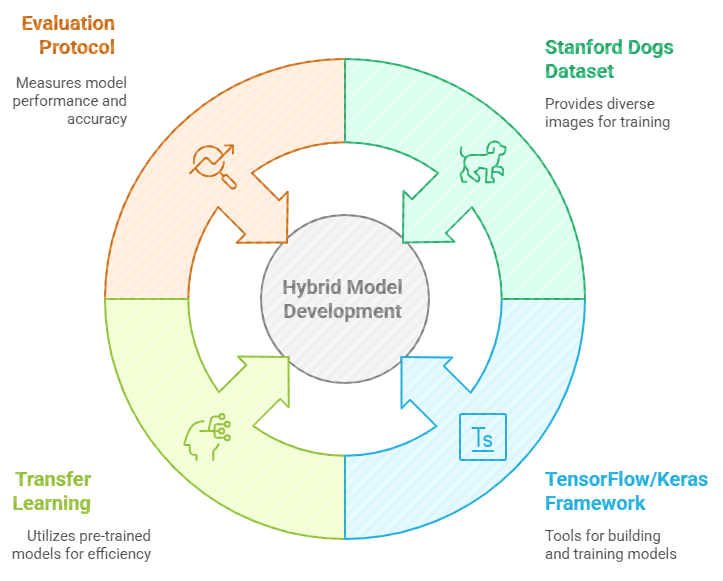 Evaluation
Protocol
Measures model
performance and
accuracy
Stanford Dogs
Dataset
Provides diverse
images for training
Hybrid Model
Development
Ts
Transfer
Learning
Utilizes pre-trained
models for efficiency
TensorFlow/Keras
Framework
Tools for building
and training models